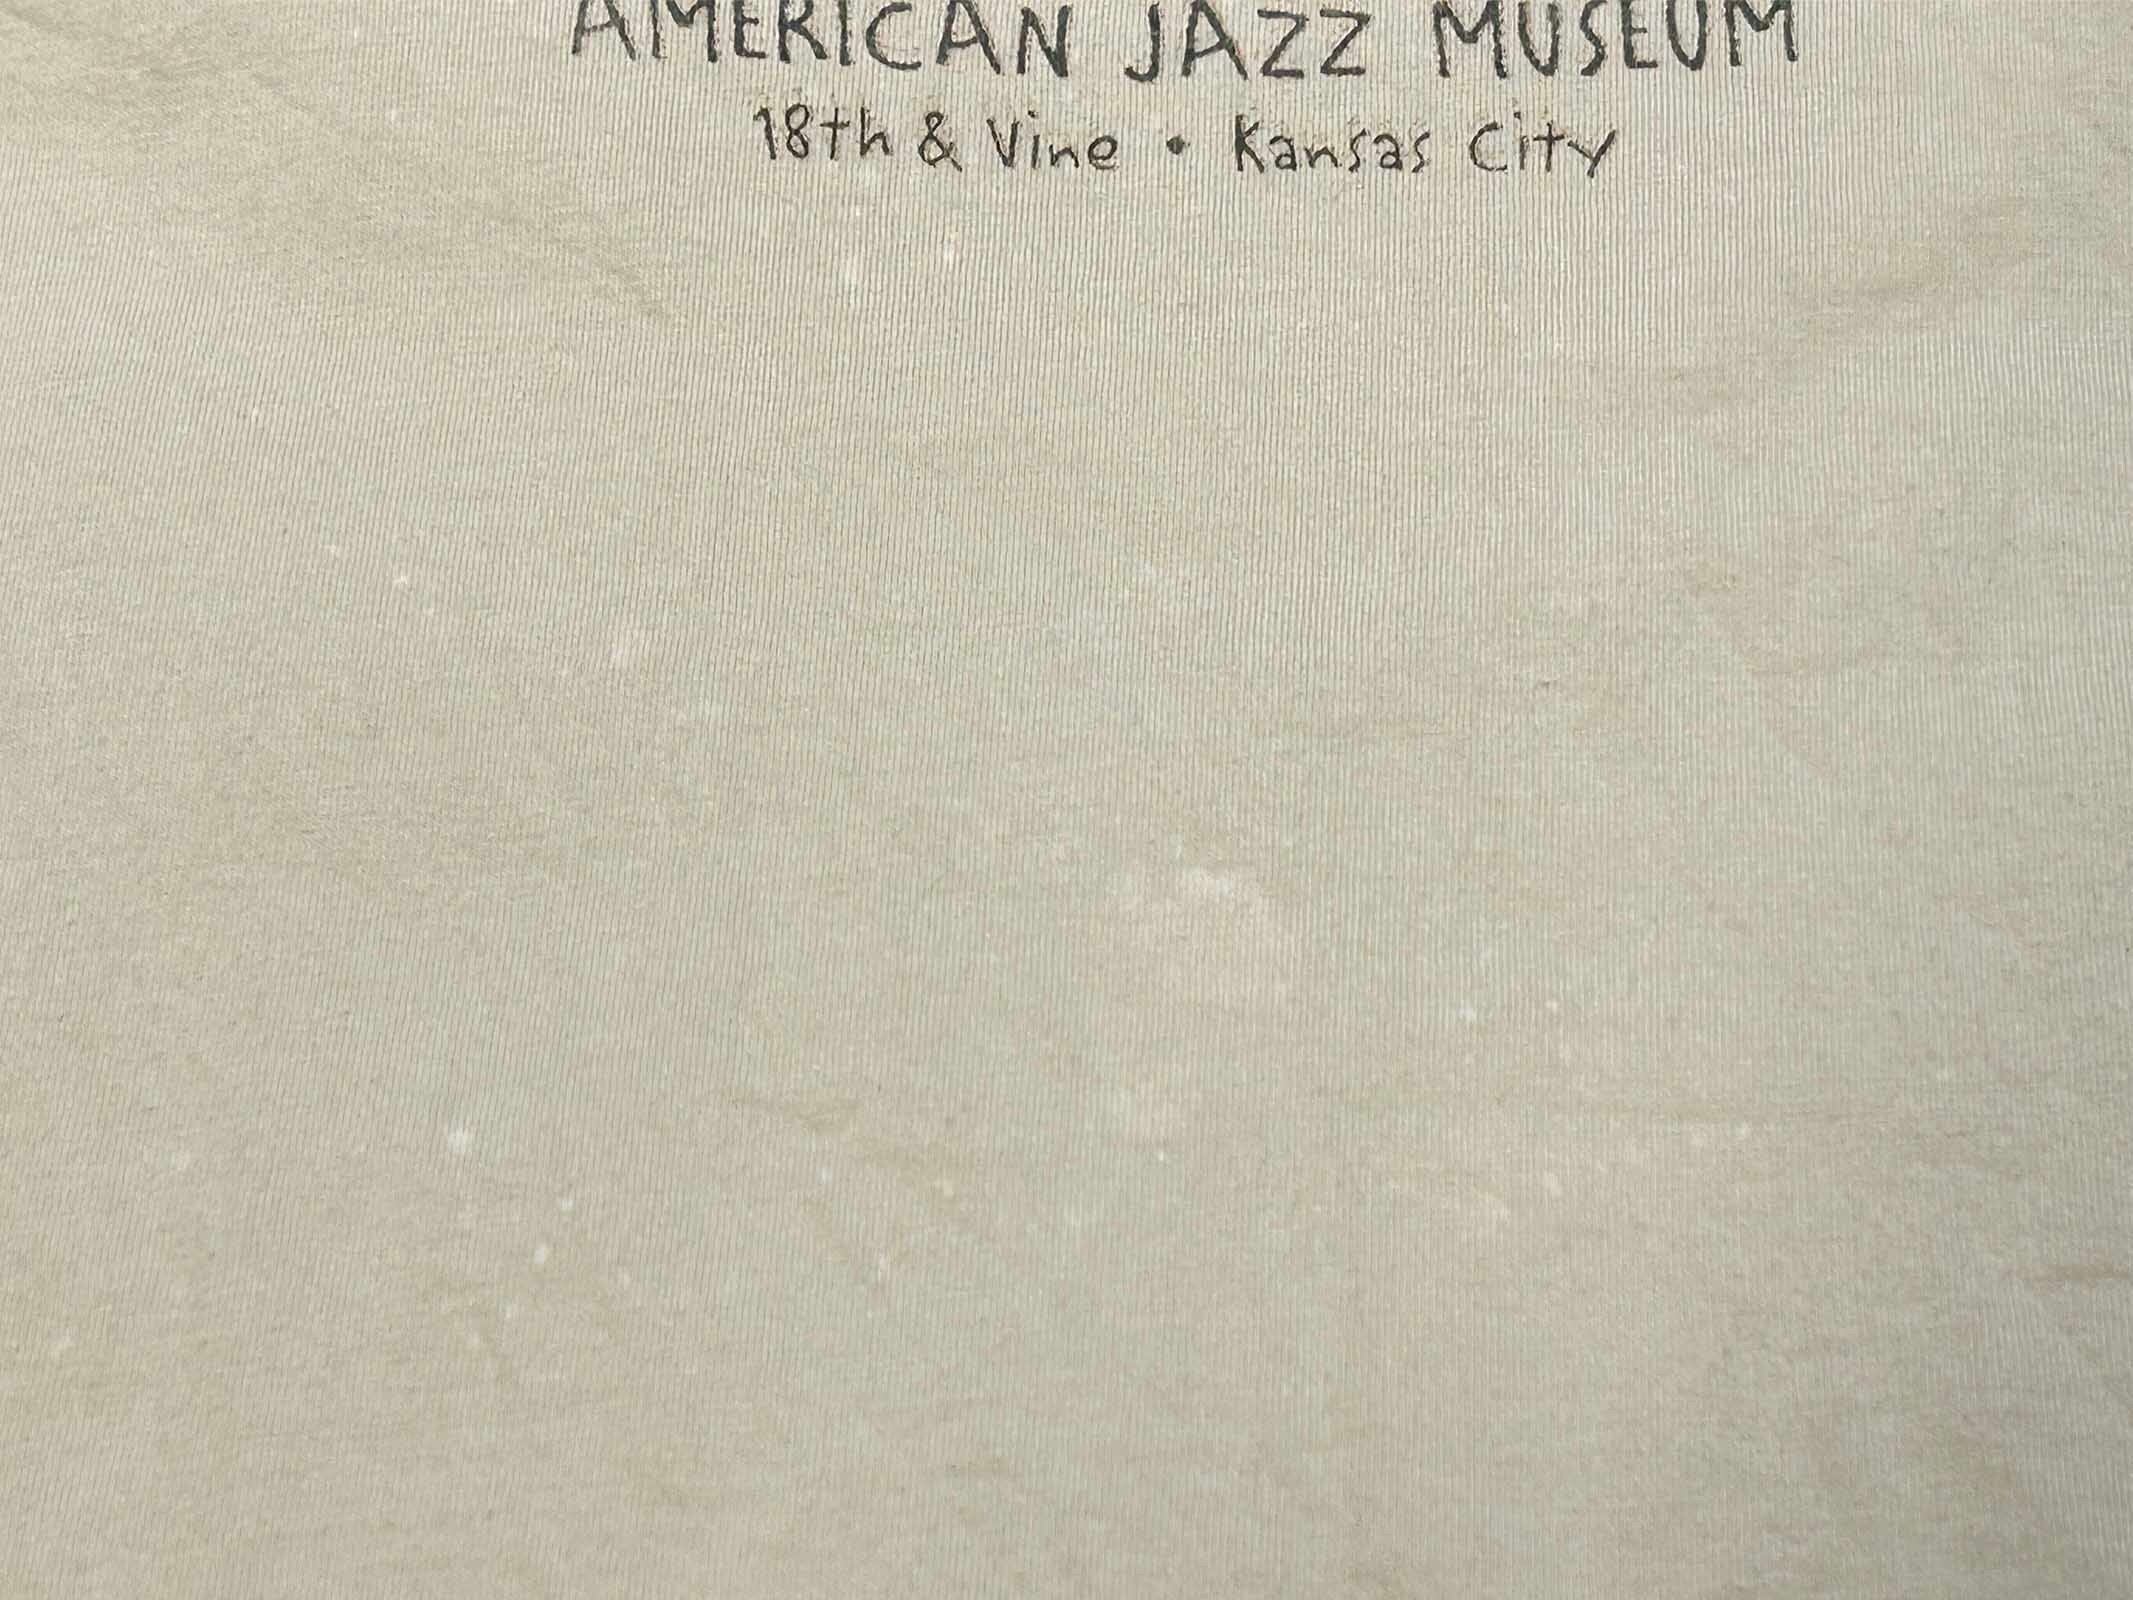 AMERICAN JAZZ MUSEUM
18th & Vine • Kansas City